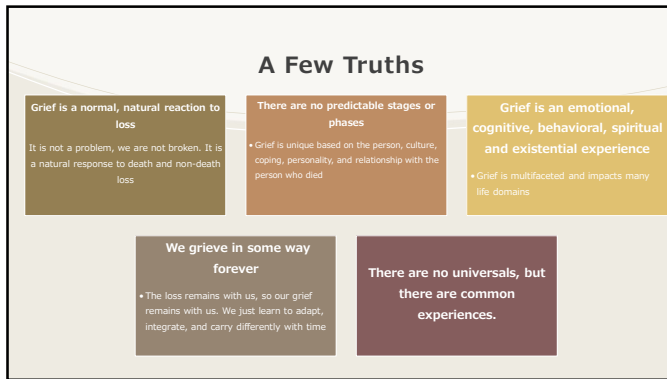 A Few Truths
Grief is a normal, natural reaction to
loss
It is not a problem, we are not broken. It
is a natural response to death and non-death
loss
There are no predictable stages or
phases
•Grief is unique based on the person, culture,
coping, personality, and relationship with the
person who died
Grief is an emotional,
cognitive, behavioral, spiritual
and existential experience
•Grief is multifaceted and impacts many
life domains
We grieve in some way
forever
•The loss remains with us, so our grief
remains with us. We just learn to adapt,
integrate, and carry differently with time
There are no universals, but
there are common
experiences.